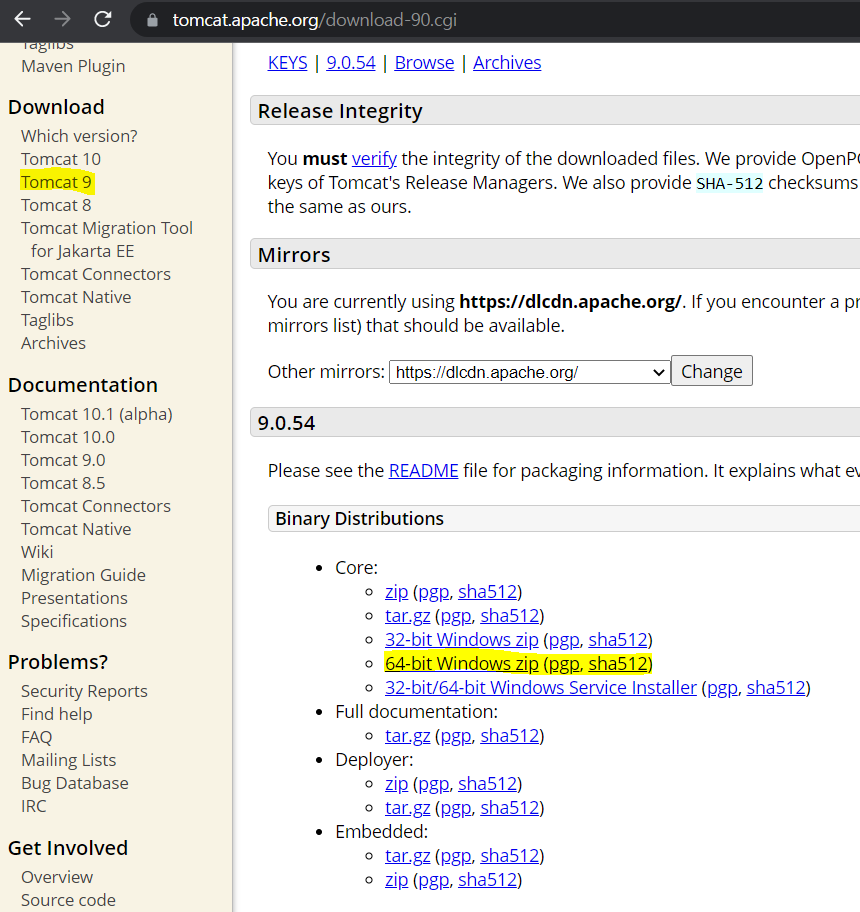 tomcat.apache.org/download-90.cgi
Taglibs
Maven Plugin
Download
Which version?
Tomcat 10
Tomcat 9
Tomcat 8
Tomcat Migration Tool
for Jakarta EE
Tomcat Connectors
Tomcat Native
Taglibs
Archives
Documentation
Tomcat 10.1 (alpha)
Tomcat 10.0
Tomcat 9.0
Tomcat 8.5
Tomcat Connectors
Tomcat Native
Wiki
Migration Guide
Presentations
Specifications
Problems?
Security Reports
Find help
FAQ
Mailing Lists
Bug Database
IRC
Get Involved
Overview
Source code
KEYS | 9.0.54 | Browse | Archives
Release Integrity
You must verify the integrity of the downloaded files. We provide OpenPG
keys of Tomcat's Release Managers. We also provide SHA-512 checksums
the same as ours.
Mirrors
You are currently using https://dlcdn.apache.org/. If you encounter a pr
mirrors list) that should be available.
Other mirrors: https://dlcdn.apache.org/ Change
9.0.54
Please see the README file for packaging information. It explains what ev
Binary Distributions
• Core:
◦ zip (pgp, sha512)
◦ tar.gz (pgp, sha512)
◦ 32-bit Windows zip (pgp, sha512)
◦ 64-bit Windows zip (pgp, sha512)
◦ 32-bit/64-bit Windows Service Installer (pgp, sha512)
• Full documentation:
◦ tar.gz (pgp, sha512)
• Deployer:
◦ zip (pgp, sha512)
◦ tar.gz (pgp, sha512)
• Embedded:
◦ tar.gz (pgp, sha512)
◦ zip (pgp, sha512)